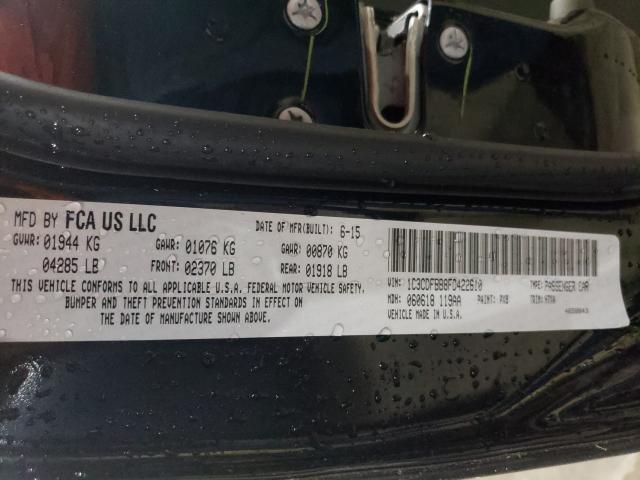 MFD BY FCA US LLC DATE OF MFR(BUILT): 6-15
GVWR: 01944 KG GAWR: 01076 KG GAWR: 00870 KG
04285 LB FRONT: 02370 LB REAR: 01918 LB
THIS VEHICLE CONFORMS TO ALL APPLICABLE U.S.A. FEDERAL MOTOR VEHICLE SAFETY,
BUMPER AND THEFT PREVENTION STANDARDS IN EFFECT ON
THE DATE OF MANUFACTURE SHOWN ABOVE.
VIN: 1C3CDFBB8FD422610 TYPE: PASSENGER CAR
MDH: 060618 119AA PAINT: PX8 TRIM:
VEHICLE MADE IN U.S.A.